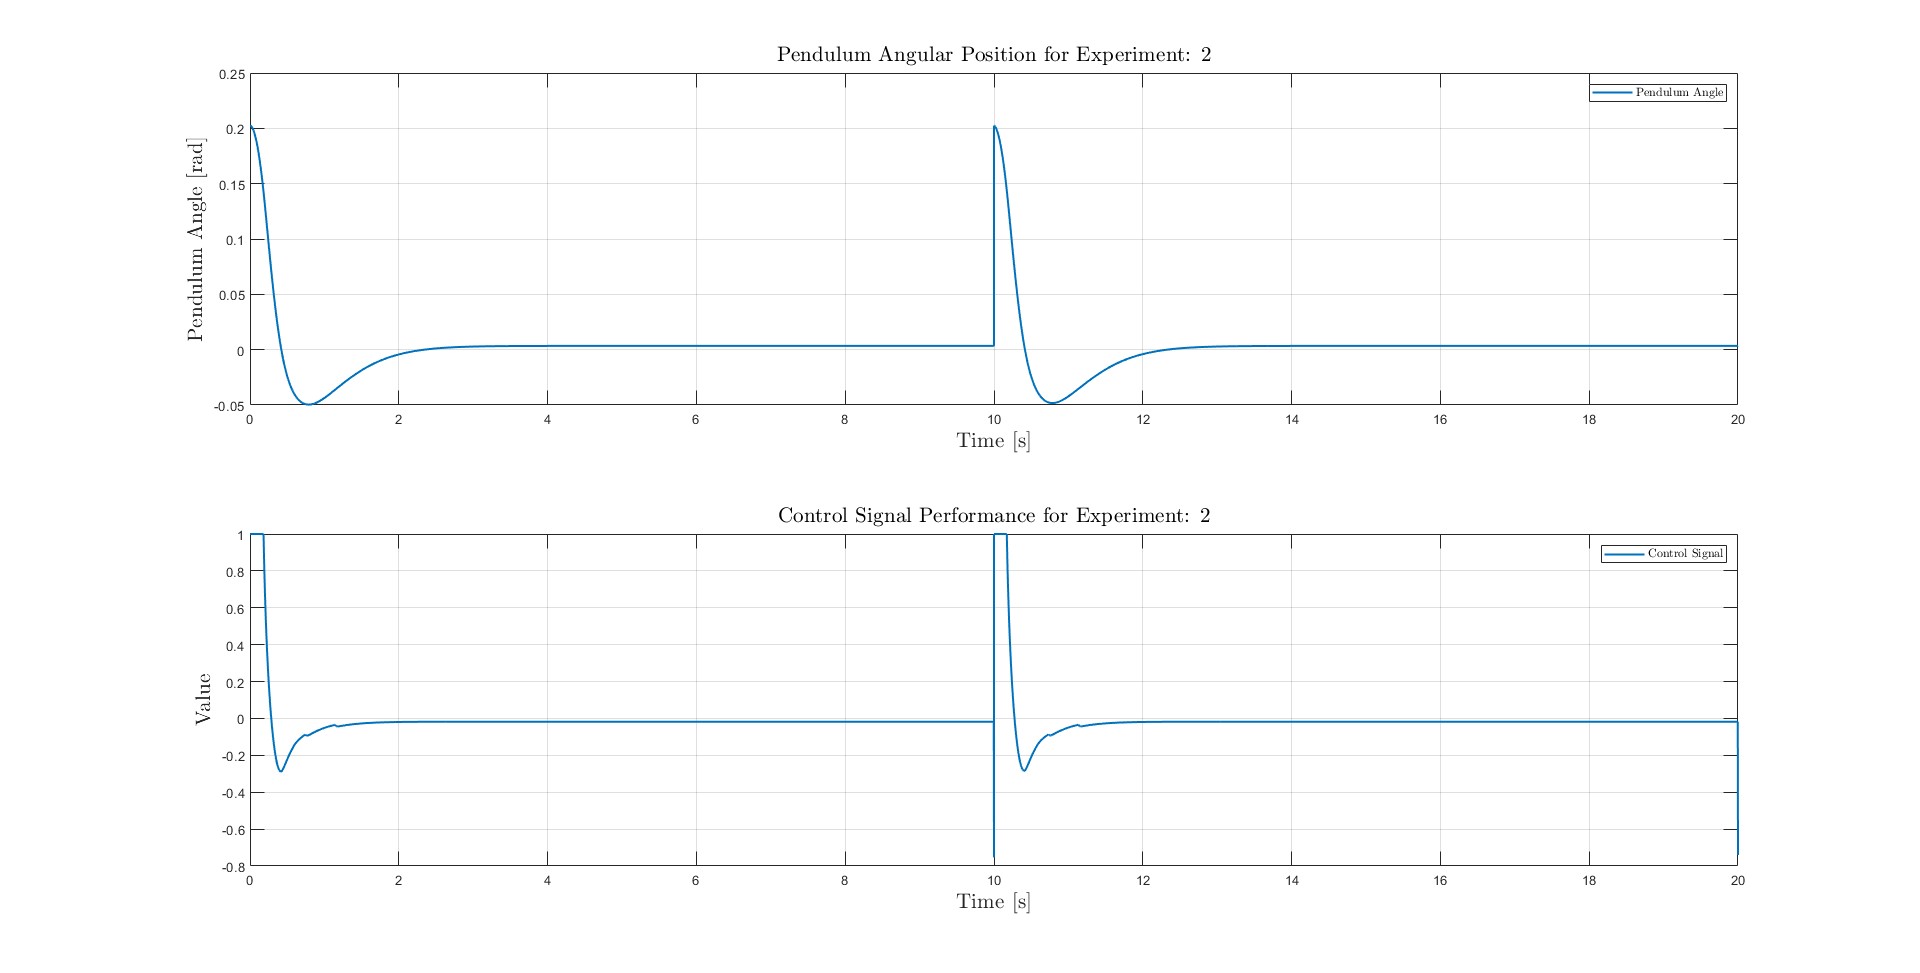 Pendulum Angular Position for Experiment: 2
Pendulum Angle [rad]
0.25
0.2
0.15
0.1
0.05
0
-0.05
Pendulum Angle
0 2 4 6 8 10 12 14 16 18 20
Time [s]
Control Signal Performance for Experiment: 2
Value
1
0.8
0.6
0.4
0.2
0
-0.2
-0.4
-0.6
-0.8
Control Signal
0 2 4 6 8 10 12 14 16 18 20
Time [s]